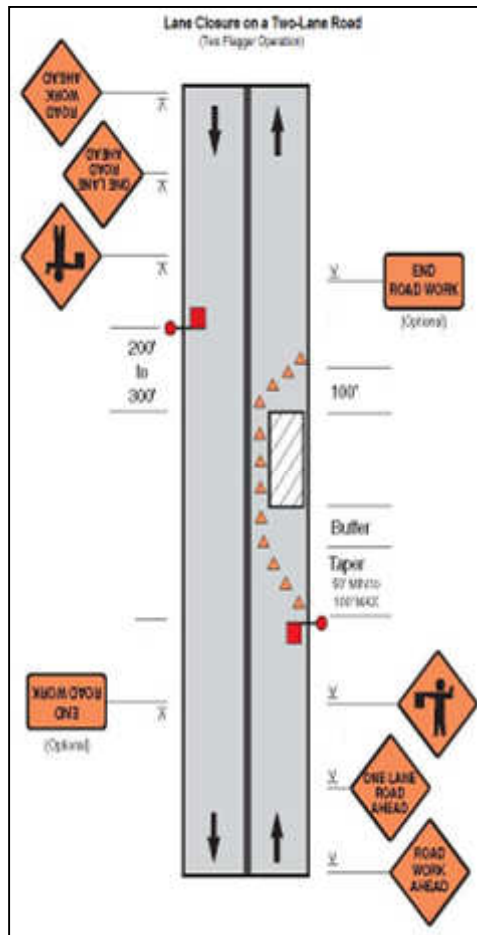 Lane Closure on a Two-Lane Road
(Two Flagger Operation)
ROAD
WORK
AHEAD
ONE LANE
ROAD
AHEAD
END
ROAD WORK
(Optional)
200'
to
300'
100'
Buffer
Taper
50' MIN to
100' MAX
END
ROAD WORK
(Optional)
ONE LANE
ROAD
AHEAD
ROAD
WORK
AHEAD